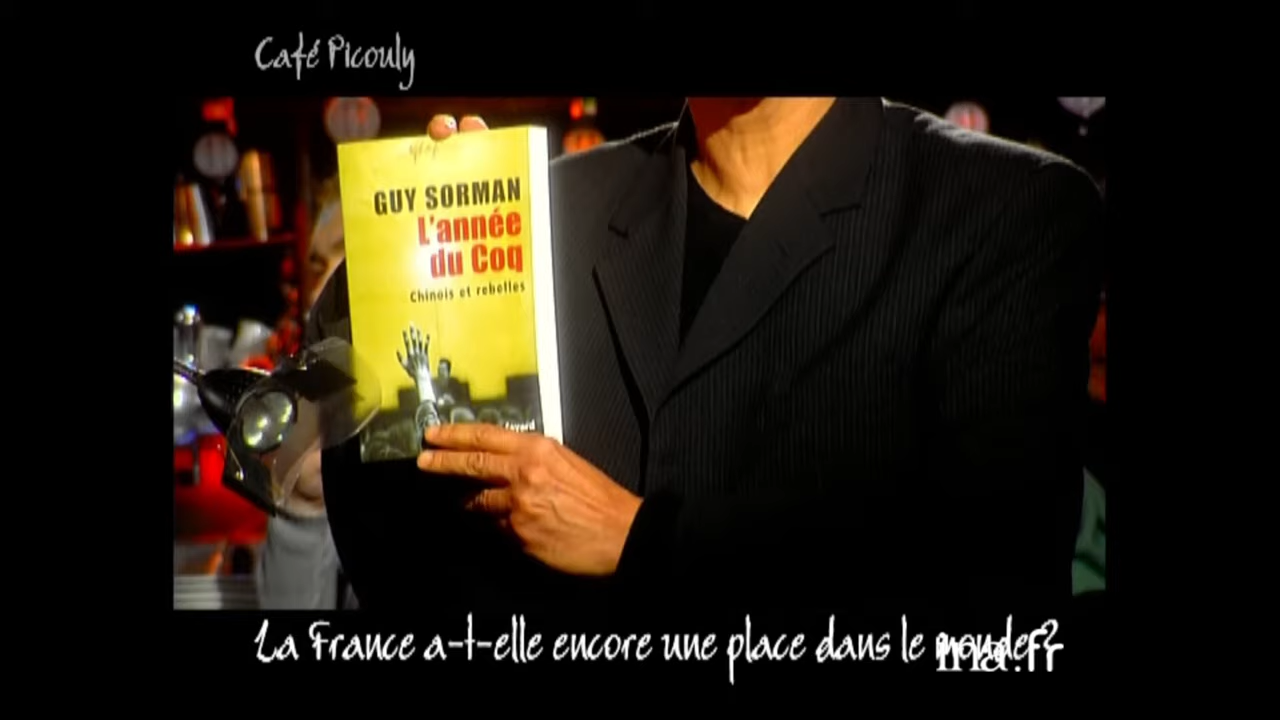 Café Picouly
GUY SORMAN
L'année
du Coq
Chinois et rebelles
fayard
La France a-t-elle encore une place dans le monde?
ina.fr